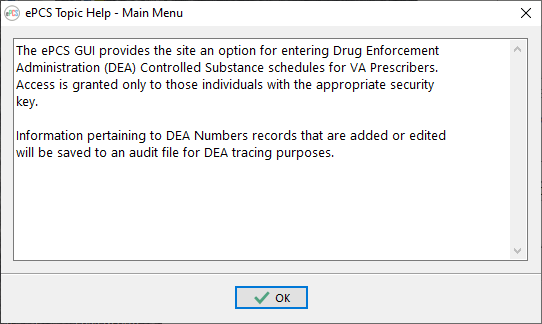 ePCS ePCS Topic Help - Main Menu
The ePCS GUI provides the site an option for entering Drug Enforcement
Administration (DEA) Controlled Substance schedules for VA Prescribers.
Access is granted only to those individuals with the appropriate security
key.
Information pertaining to DEA Numbers records that are added or edited
will be saved to an audit file for DEA tracing purposes.
OK